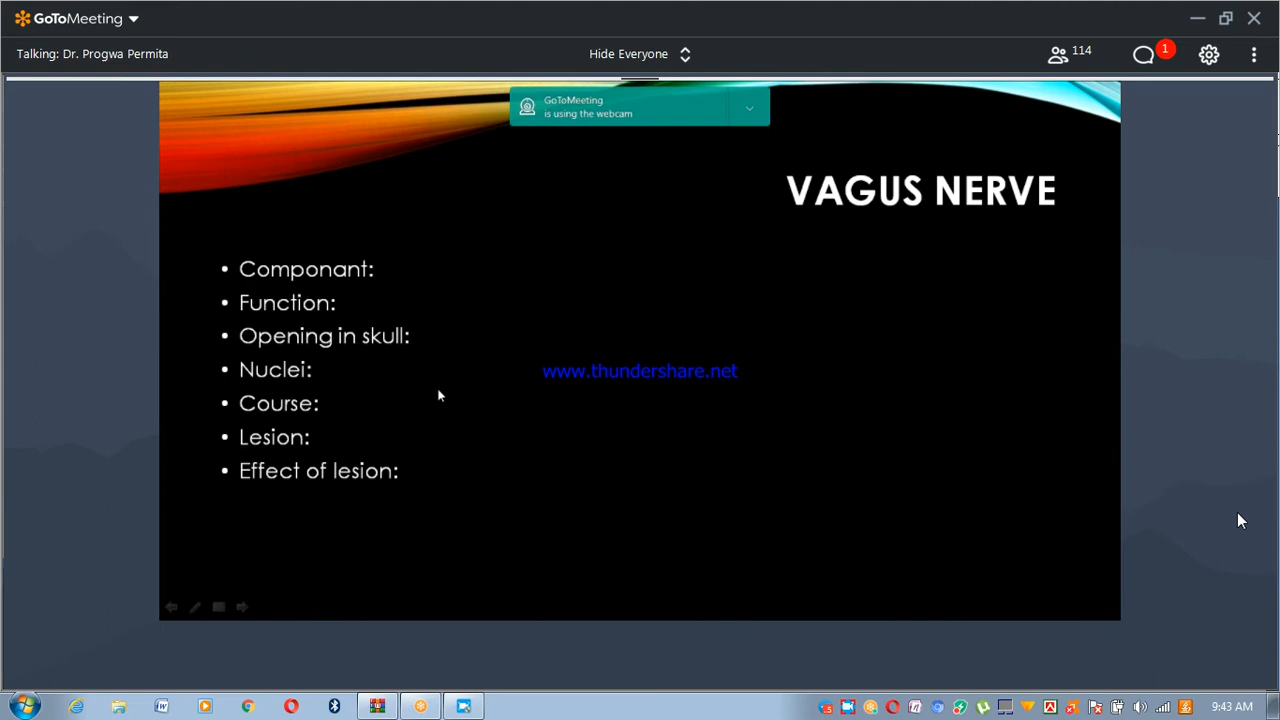 GoToMeeting
Talking: Dr. Progwa Permita
Hide Everyone
114
1
GoToMeeting
is using the webcam
VAGUS NERVE
• Componant:
• Function:
• Opening in skull:
• Nuclei:
www.thundershare.net
• Course:
• Lesion:
• Effect of lesion:
9:43 AM